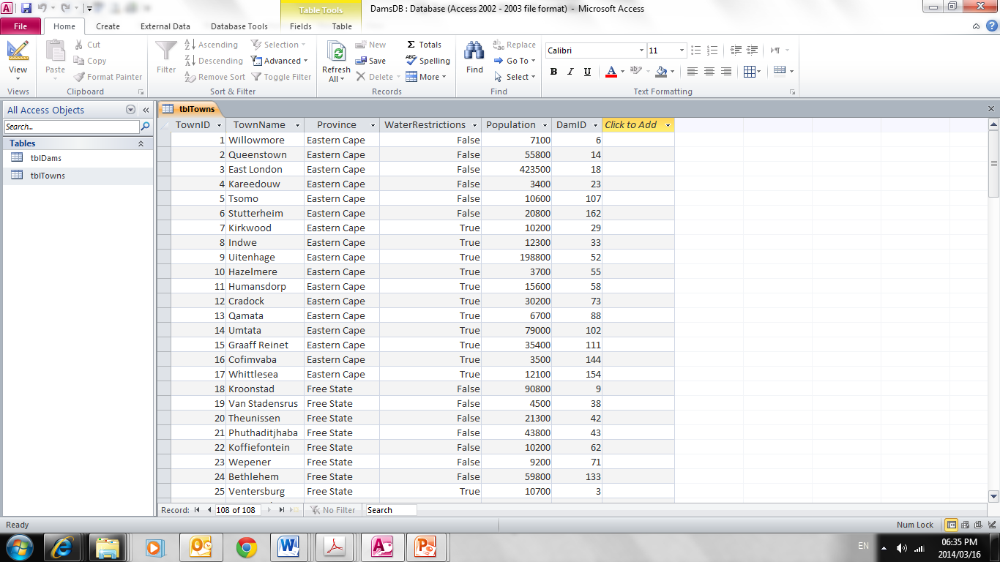 DamsDB : Database (Access 2002 - 2003 file format) - Microsoft Access
Table Tools
File Home Create External Data Database Tools Fields Table
View
Views
Paste
Cut
Copy
Format Painter
Clipboard
Filter
Ascending
Descending
Remove Sort
Selection
Advanced
Toggle Filter
Sort & Filter
Refresh All
New
Save
Delete
Totals
Spelling
More
Records
Find
Replace
Go To
Select
Find
Calibri 11
B I U A ab
Text Formatting
All Access Objects
Search...
Tables
tblDams
tblTowns
tblTowns
TownID TownName Province WaterRestrictions Population DamID Click to Add
1 Willowmore Eastern Cape False 7100 6
2 Queenstown Eastern Cape False 55800 14
3 East London Eastern Cape False 423500 18
4 Kareedouw Eastern Cape False 3400 23
5 Tsomo Eastern Cape False 10600 107
6 Stutterheim Eastern Cape False 20800 162
7 Kirkwood Eastern Cape True 10200 29
8 Indwe Eastern Cape True 12300 33
9 Uitenhage Eastern Cape True 198800 52
10 Hazelmere Eastern Cape True 3700 55
11 Humansdorp Eastern Cape True 15600 58
12 Cradock Eastern Cape True 30200 73
13 Qamata Eastern Cape True 6700 88
14 Umtata Eastern Cape True 79000 102
15 Graaff Reinet Eastern Cape True 35400 111
16 Cofimvaba Eastern Cape True 3500 144
17 Whittlesea Eastern Cape True 12100 154
18 Kroonstad Free State False 90800 9
19 Van Stadensrus Free State False 4500 38
20 Theunissen Free State False 21300 42
21 Phuthaditjhaba Free State False 43800 43
22 Koffiefontein Free State False 10200 62
23 Wepener Free State False 9200 71
24 Bethlehem Free State False 59800 133
25 Ventersburg Free State True 10700 3
Record: 108 of 108 No Filter Search
Ready Num Lock
EN 06:35 PM
2014/03/16